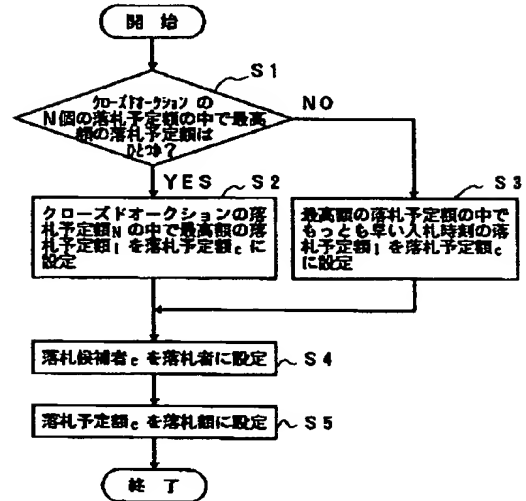 開 始
S1
クローズドオークション の
N個の落札予定額の中で最高
額の落札予定額は
ひとつか?
NO
YES
S2
クローズドオークションの落
札予定額N の中で最高額の落
札予定額I を落札予定額c に
設定
S3
最高額の落札予定額の中で
もっとも早い入札時刻の落
札予定額I を落札予定額c
に設定
落札候補者c を落札者に設定
S4
落札予定額c を落札額に設定
S5
終 了